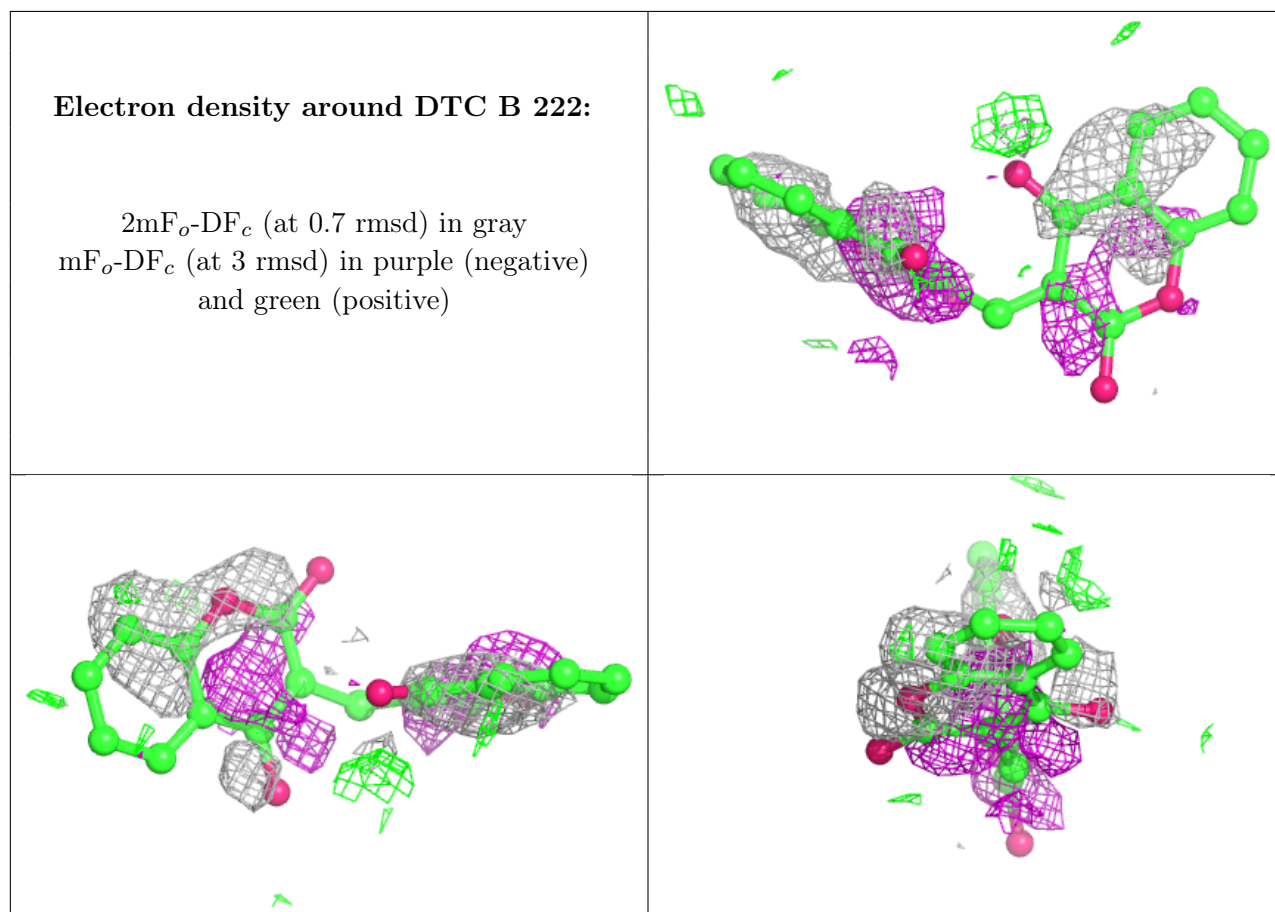 Electron density around DTC B 222:
2mFo-DFc (at 0.7 rmsd) in gray
mFo-DFc (at 3 rmsd) in purple (negative)
and green (positive)